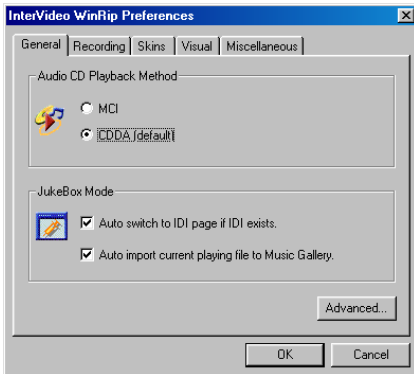 InterVideo WinRip Preferences
General Recording Skins Visual Miscellaneous
Audio CD Playback Method
MCI
CDDA (default)
JukeBox Mode
Auto switch to IDI page if IDI exists.
Auto import current playing file to Music Gallery.
Advanced...
OK Cancel